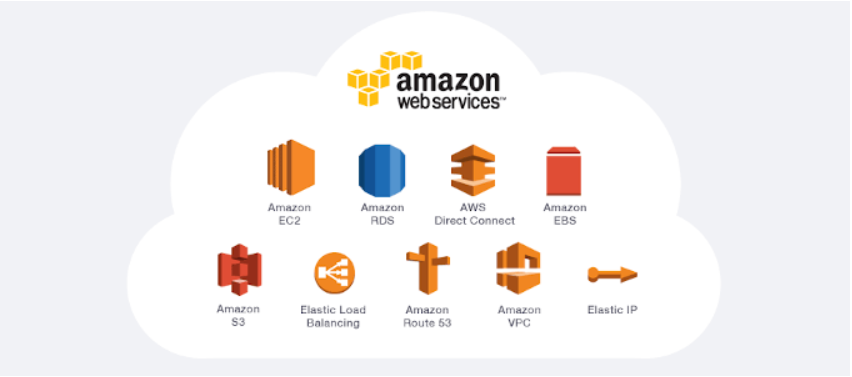 amazon
webservices™
Amazon
EC2
Amazon
RDS
AWS
Direct Connect
Amazon
EBS
Amazon
S3
Elastic Load
Balancing
Amazon
Route 53
Amazon
VPC
Elastic IP